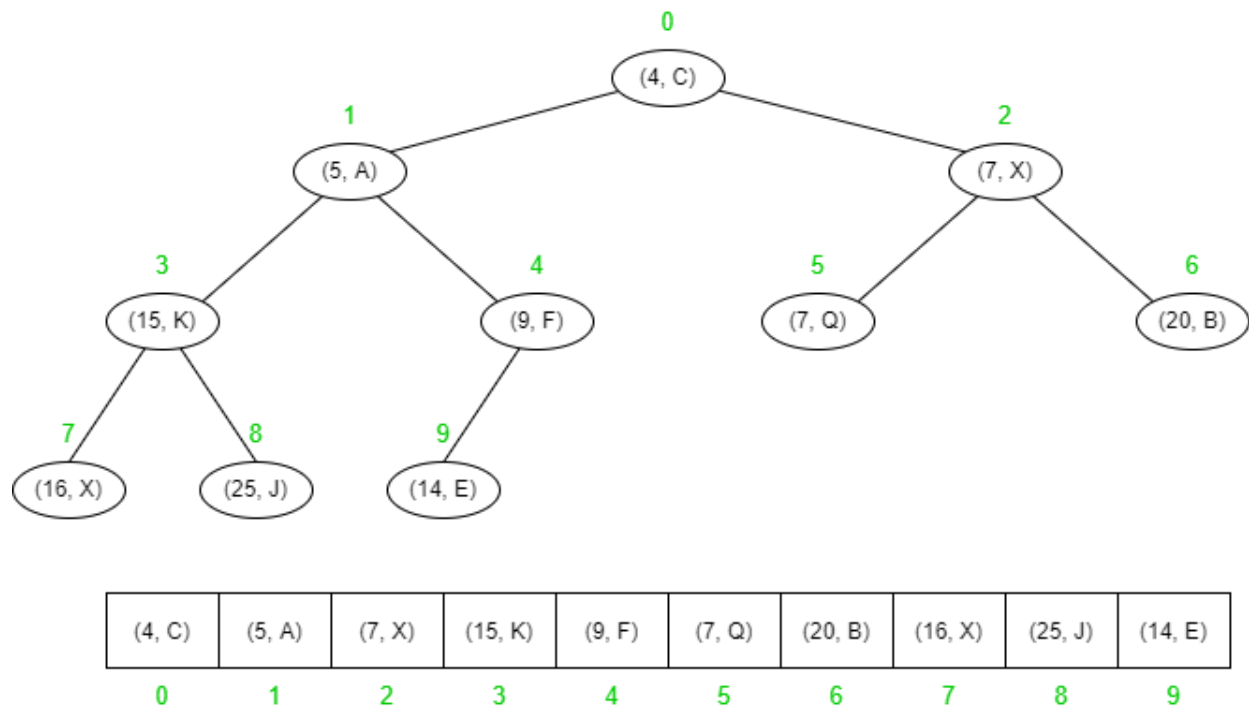 0
(4, C)
1 2
(5, A) (7, X)
3 4 5 6
(15, K) (9, F) (7, Q) (20, B)
7 8 9
(16, X) (25, J) (14, E)
(4, C) (5, A) (7, X) (15, K) (9, F) (7, Q) (20, B) (16, X) (25, J) (14, E)
0 1 2 3 4 5 6 7 8 9